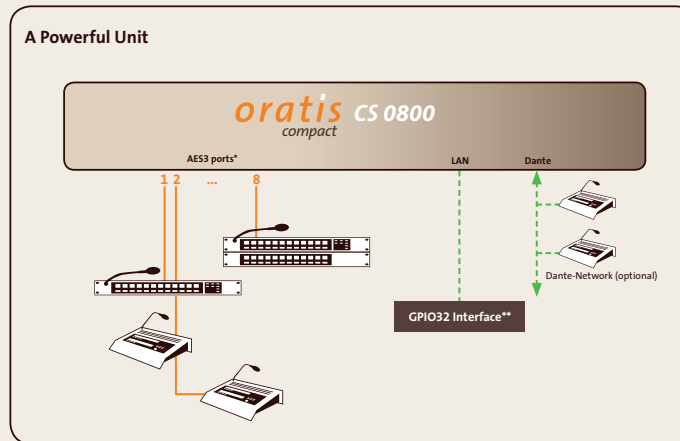 A Powerful Unit
oratis CS 0800
compact
AES3 ports* LAN Dante
1 2 ... 8
Dante-Network (optional)
GPIO32 Interface**